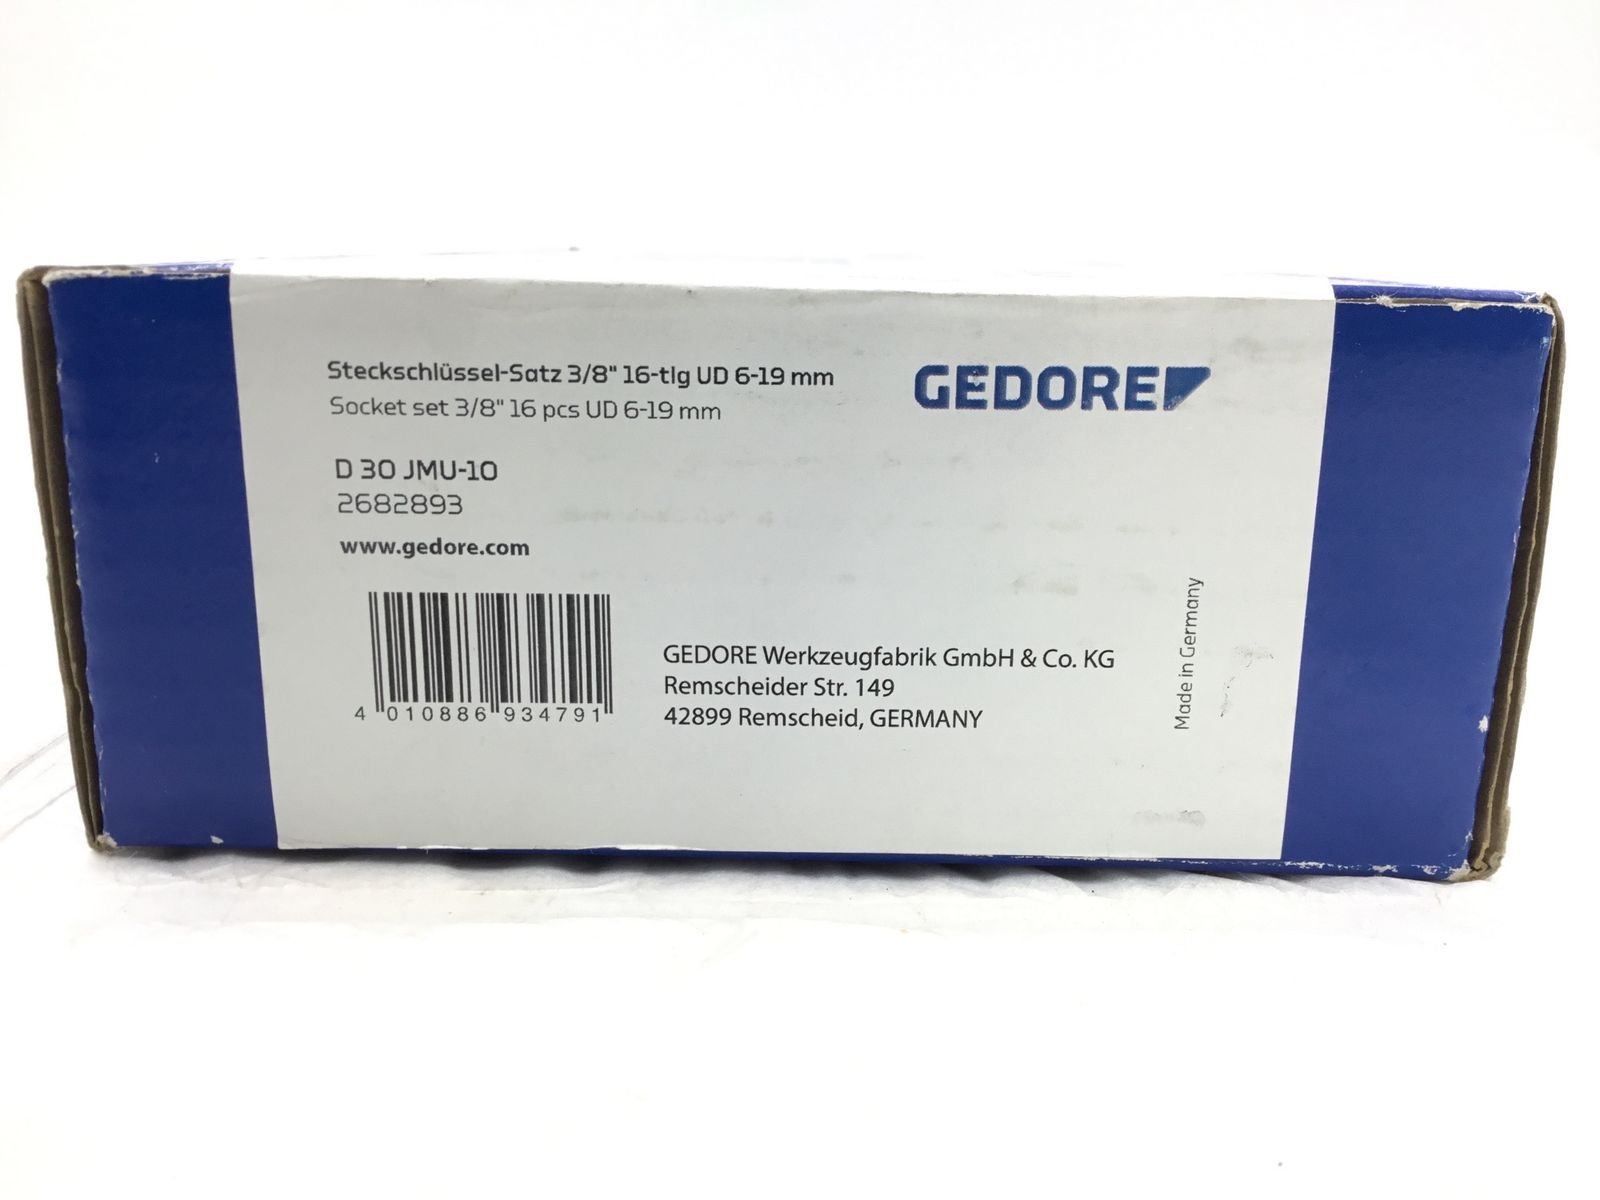 Steckschlüssel-Satz 3/8" 16-tlg UD 6-19 mm
Socket set 3/8" 16 pcs UD 6-19 mm
GEDORE
D 30 JMU-10
2682893
www.gedore.com
4 010886 934791
GEDORE Werkzeugfabrik GmbH & Co. KG
Remscheider Str. 149
42899 Remscheid, GERMANY
Made in Germany